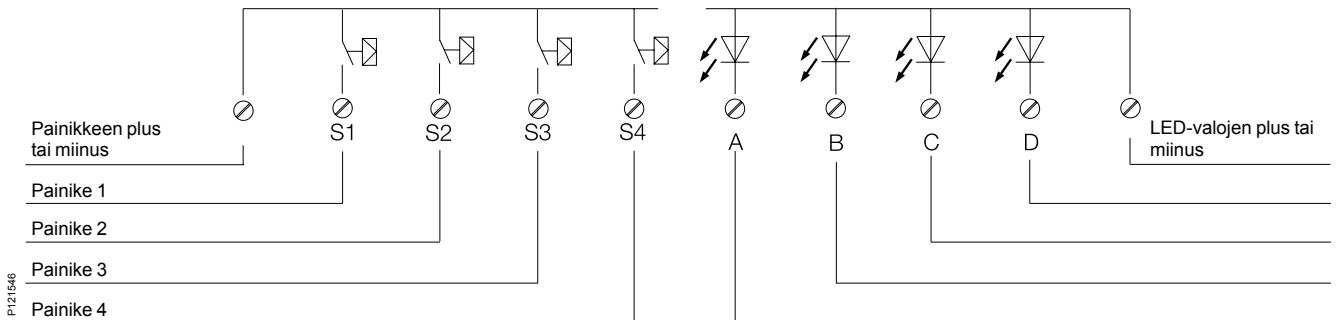 S1
S2
S3
S4
A
B
C
D
Painikkeen plus
tai miinus
LED-valojen plus tai
miinus
Painike 1
Painike 2
Painike 3
Painike 4
P121546